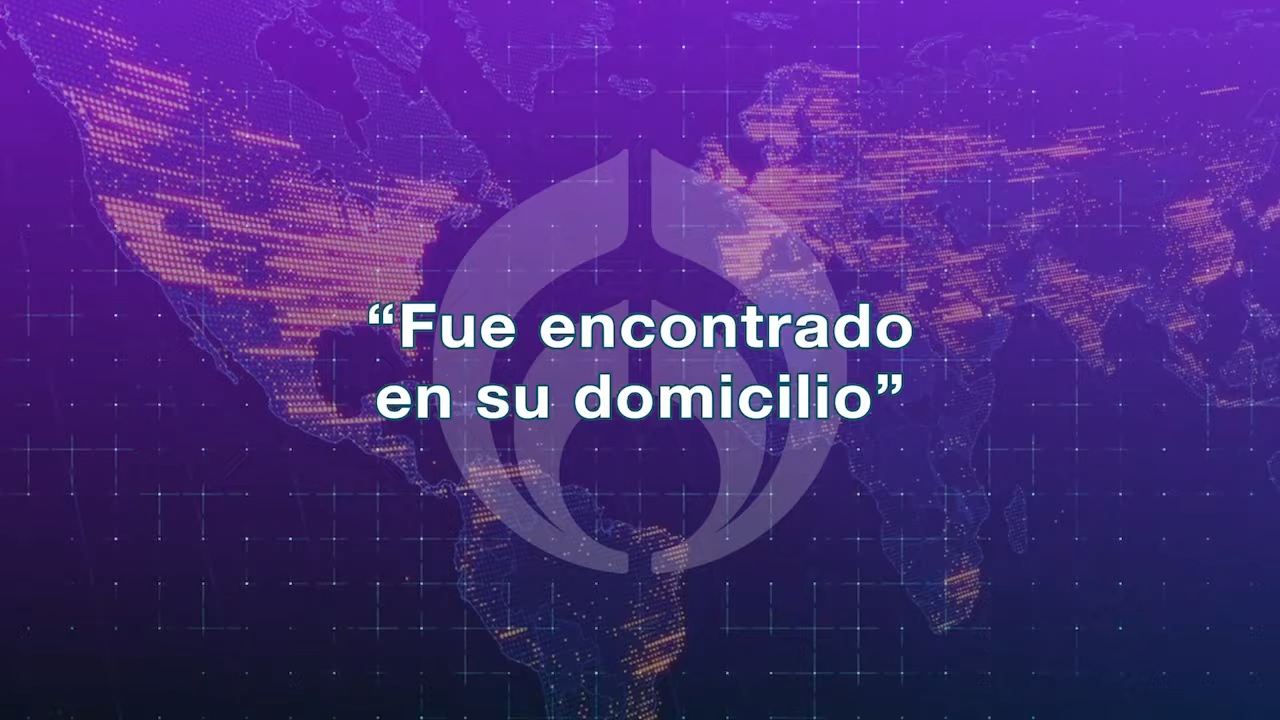 “Fue encontrado
en su domicilio”